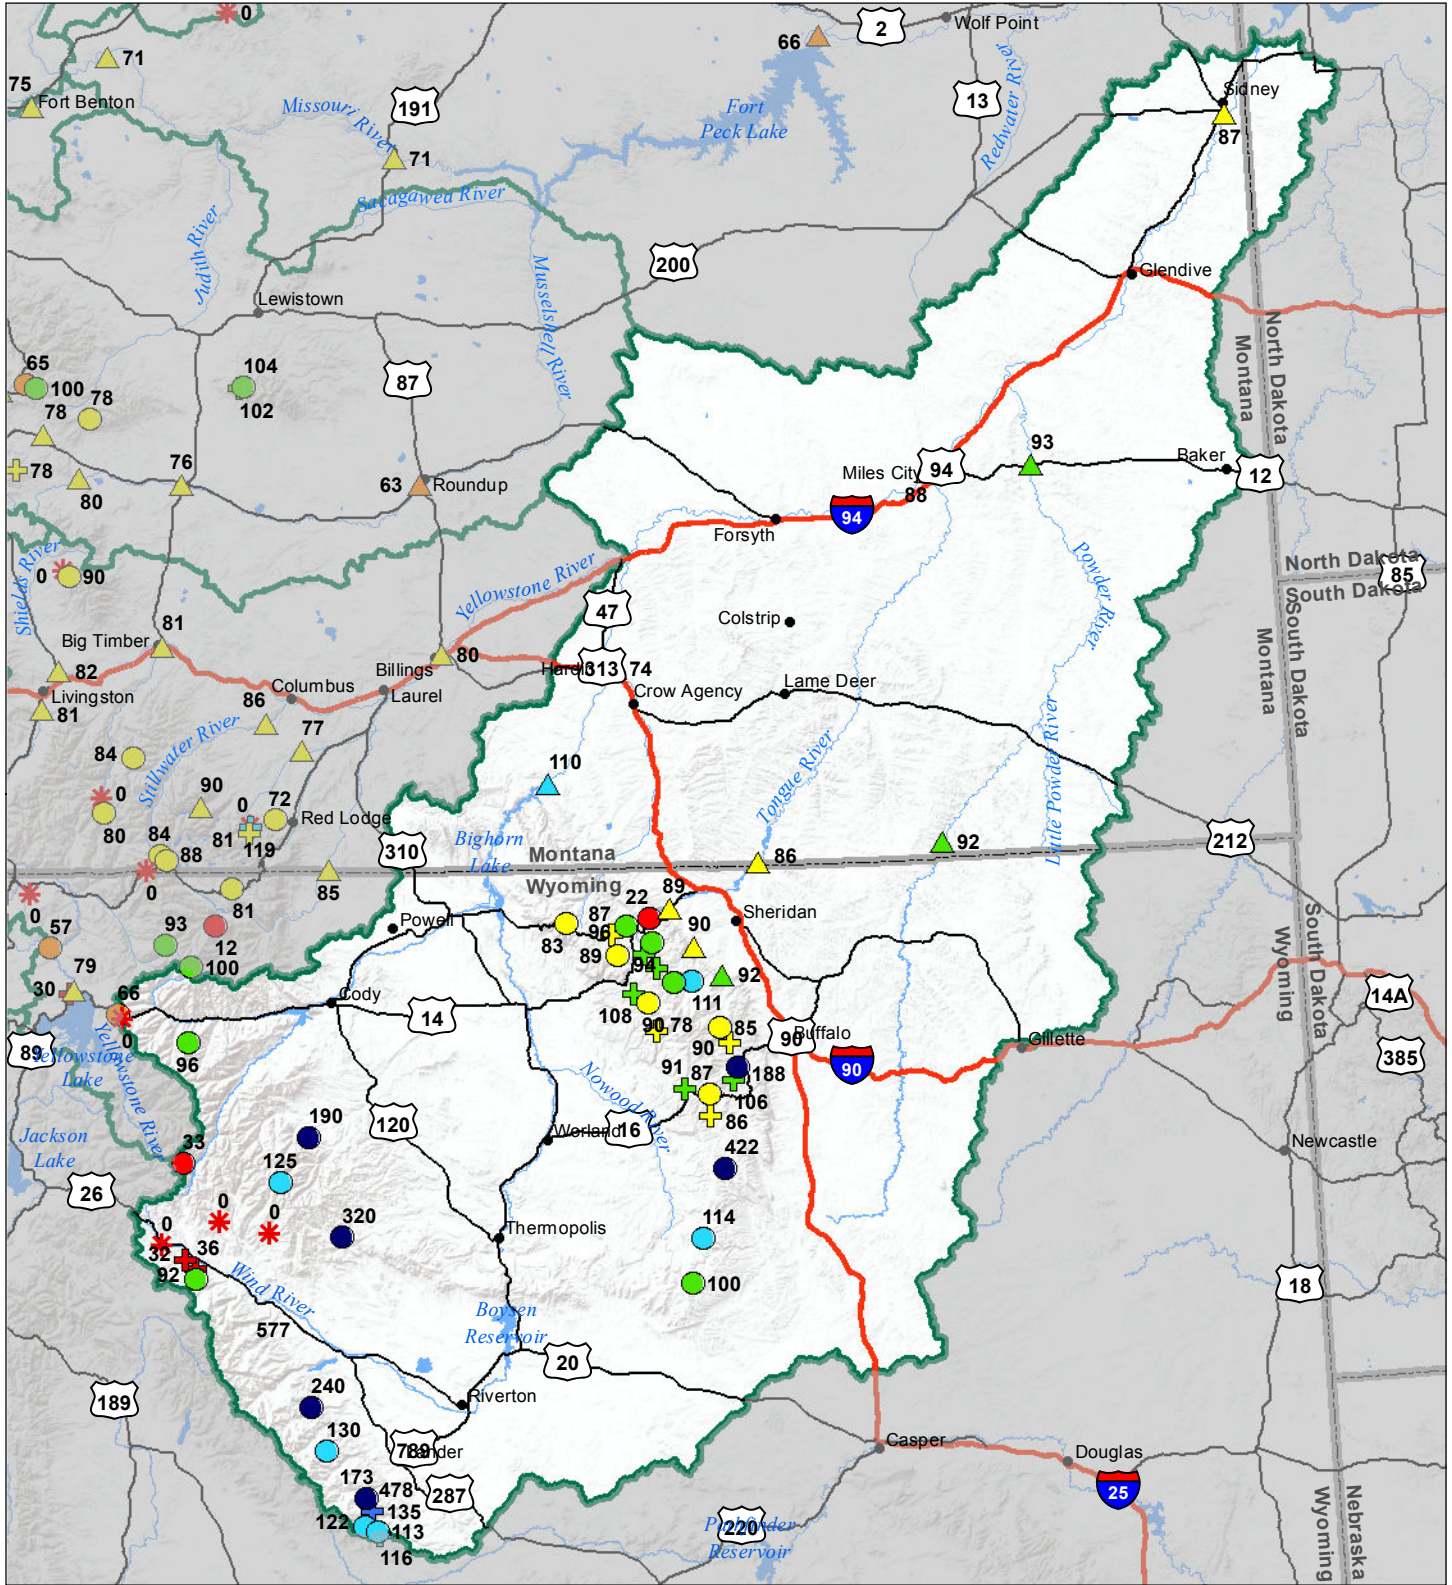 0
2
Wolf Point
66
71
75
Fort Benton
191
13
Missouri River
Fort
Peck Lake
Redwater River
Sidney
87
71
Sacagawea River
Judith River
200
Musselshell River
Glendive
Lewistown
North Dakota
Montana
65
100
78
104
102
87
78
78
80
76
63
Roundup
93
Baker
12
Miles City
94
88
94
Forsyth
North Dakota
85
South Dakota
Shields River
0
90
Yellowstone River
47
Powder River
Colstrip
Big Timber
81
82
Livingston
81
Billings
80
Laurel
Columbus
Hardin
313
74
Crow Agency
Lame Deer
South Dakota
Montana
86
77
84
Stillwater River
110
Tongue River
Little Powder River
0
80
90
0
72
Red Lodge
81
119
84
88
0
81
85
310
Bighorn
Lake
Montana
Wyoming
86
92
212
0
93
12
100
57
79
30
66
0
Powell
83
87
96
22
89
Sheridan
89
94
90
92
111
108
90
78
85
90
Buffalo
90
South Dakota
Wyoming
14A
385
Cody
14
89
Yellowstone
Lake
Yellowstone River
96
90
Gillette
91
87
188
106
86
Nowood River
190
120
16
Worland
422
Newcastle
Jackson
Lake
33
125
26
0
0
0
320
Thermopolis
114
32
36
92
Wind River
100
18
577
Boysen
Reservoir
20
189
240
Riverton
130
789
Lander
Casper
Douglas
25
173
478
135
287
122
113
116
220
Pathfinder
Reservoir
Nebraska
Wyoming